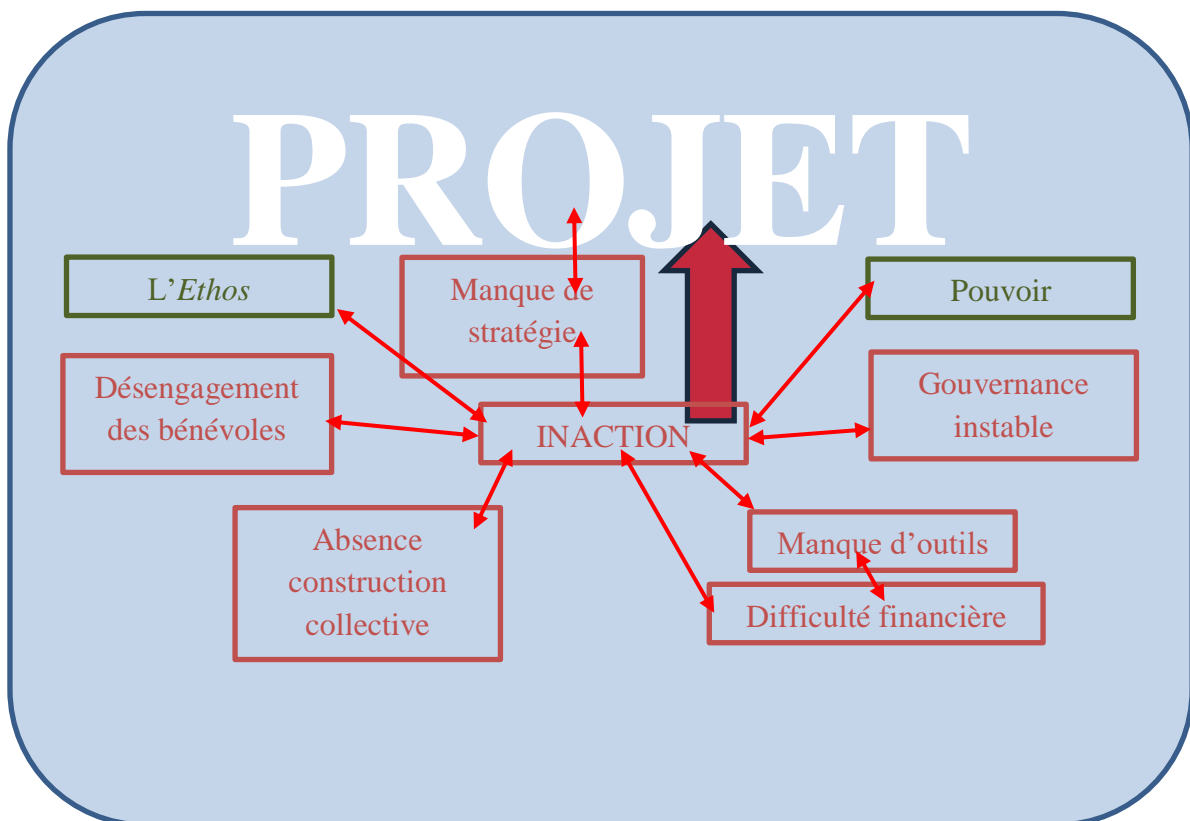 PROJET
L’Ethos
Manque de
stratégie
Pouvoir
Désengagement
des bénévoles
Gouvernance
instable
INACTION
Absence
construction
collective
Manque d’outils
Difficulté financière